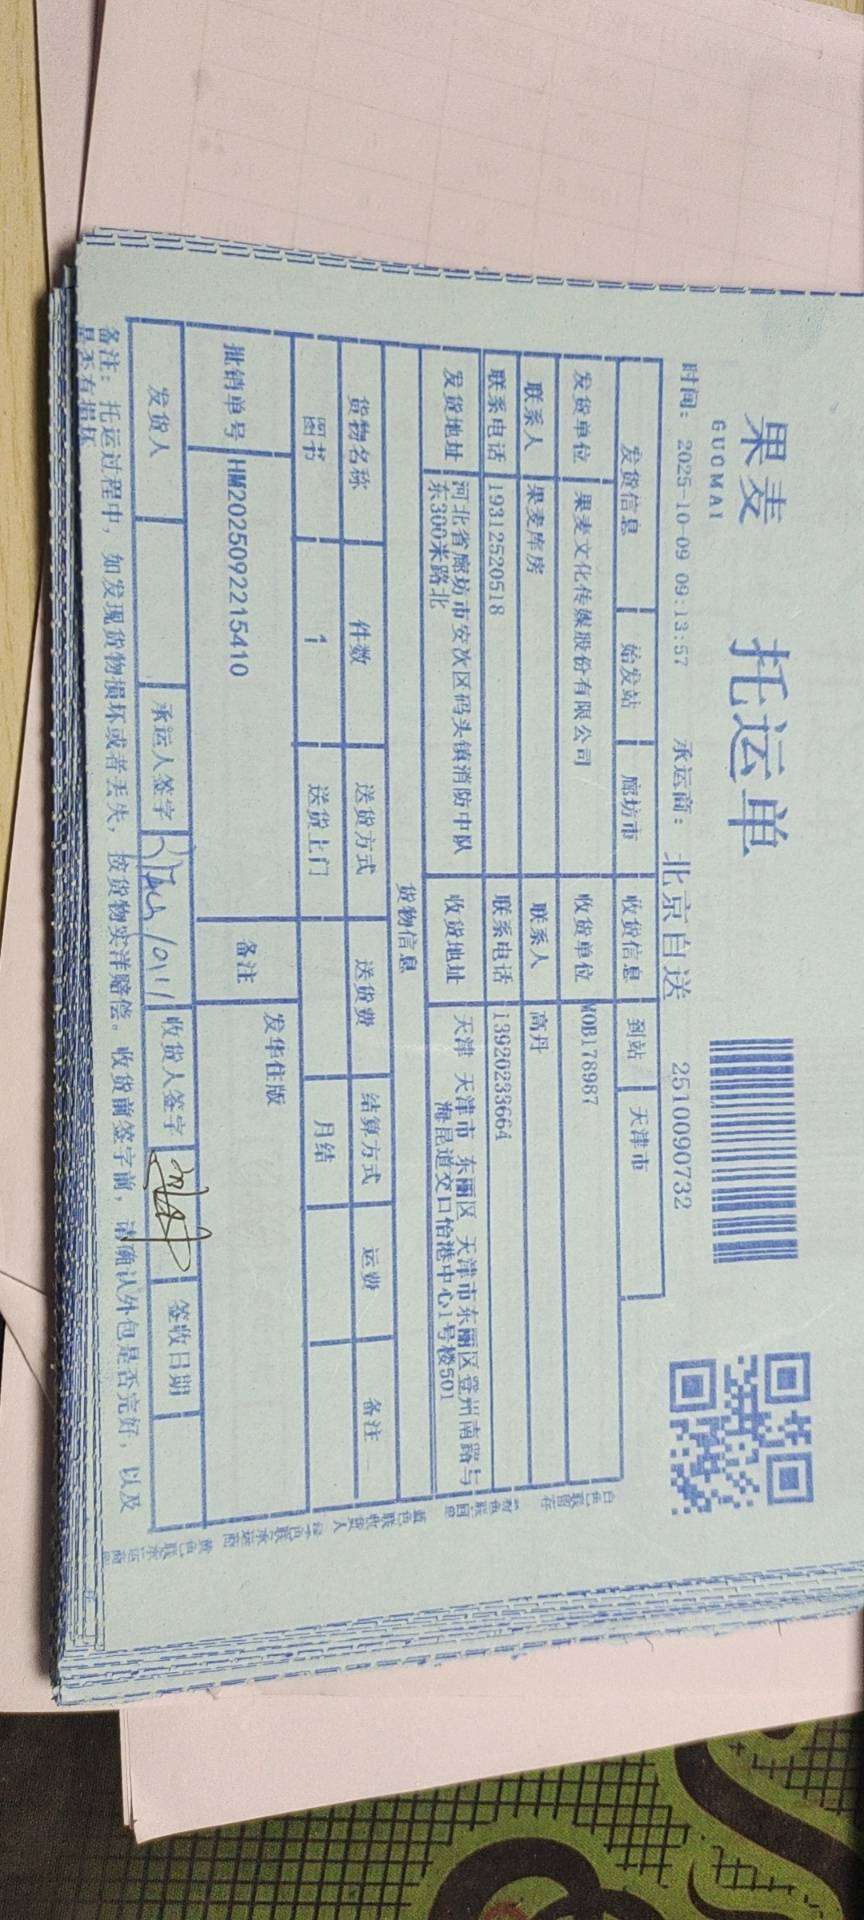 果麦 托运单
GUOMAI
时间: 2025-10-09 09:13:57 承运商: 北京自送 2510090732
发货信息 始发站 廊坊市 收货信息 到站 天津市
发货单位 果麦文化传媒股份有限公司 收货单位 MOB178987
联系人 果麦库房 联系人 高丹
联系电话 19312520518 联系电话 13920233664
发货地址 河北省廊坊市安次区码头镇消防中队东300米路北 收货地址 天津 天津市 东丽区 天津市东丽区登州南路与海昆道交口怡港中心1号楼501
货物信息
货物名称 件数 送货方式 送货费 结算方式 运费 备注
图书 1 送货上门 月结
批销单号 HM2025092215410 备注 发华住版
发货人 承运人签字 收货人签字 签收日期
备注: 托运过程中, 如发现货物损坏或者丢失, 按货物实洋赔偿。收货前签字前, 请确认外包是否完好, 以及
是否有损坏